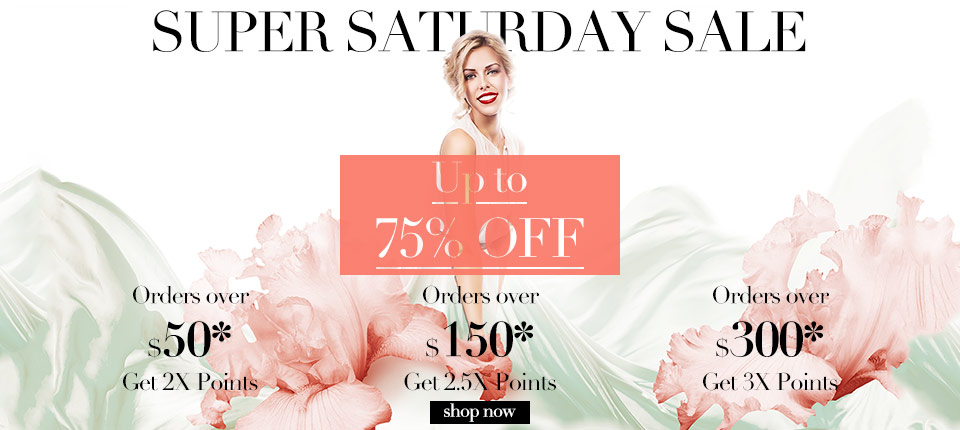 SUPER SATURDAY SALE
Up to
75% OFF
Orders over
$50*
Get 2X Points
Orders over
$150*
Get 2.5X Points
Orders over
$300*
Get 3X Points
shop now